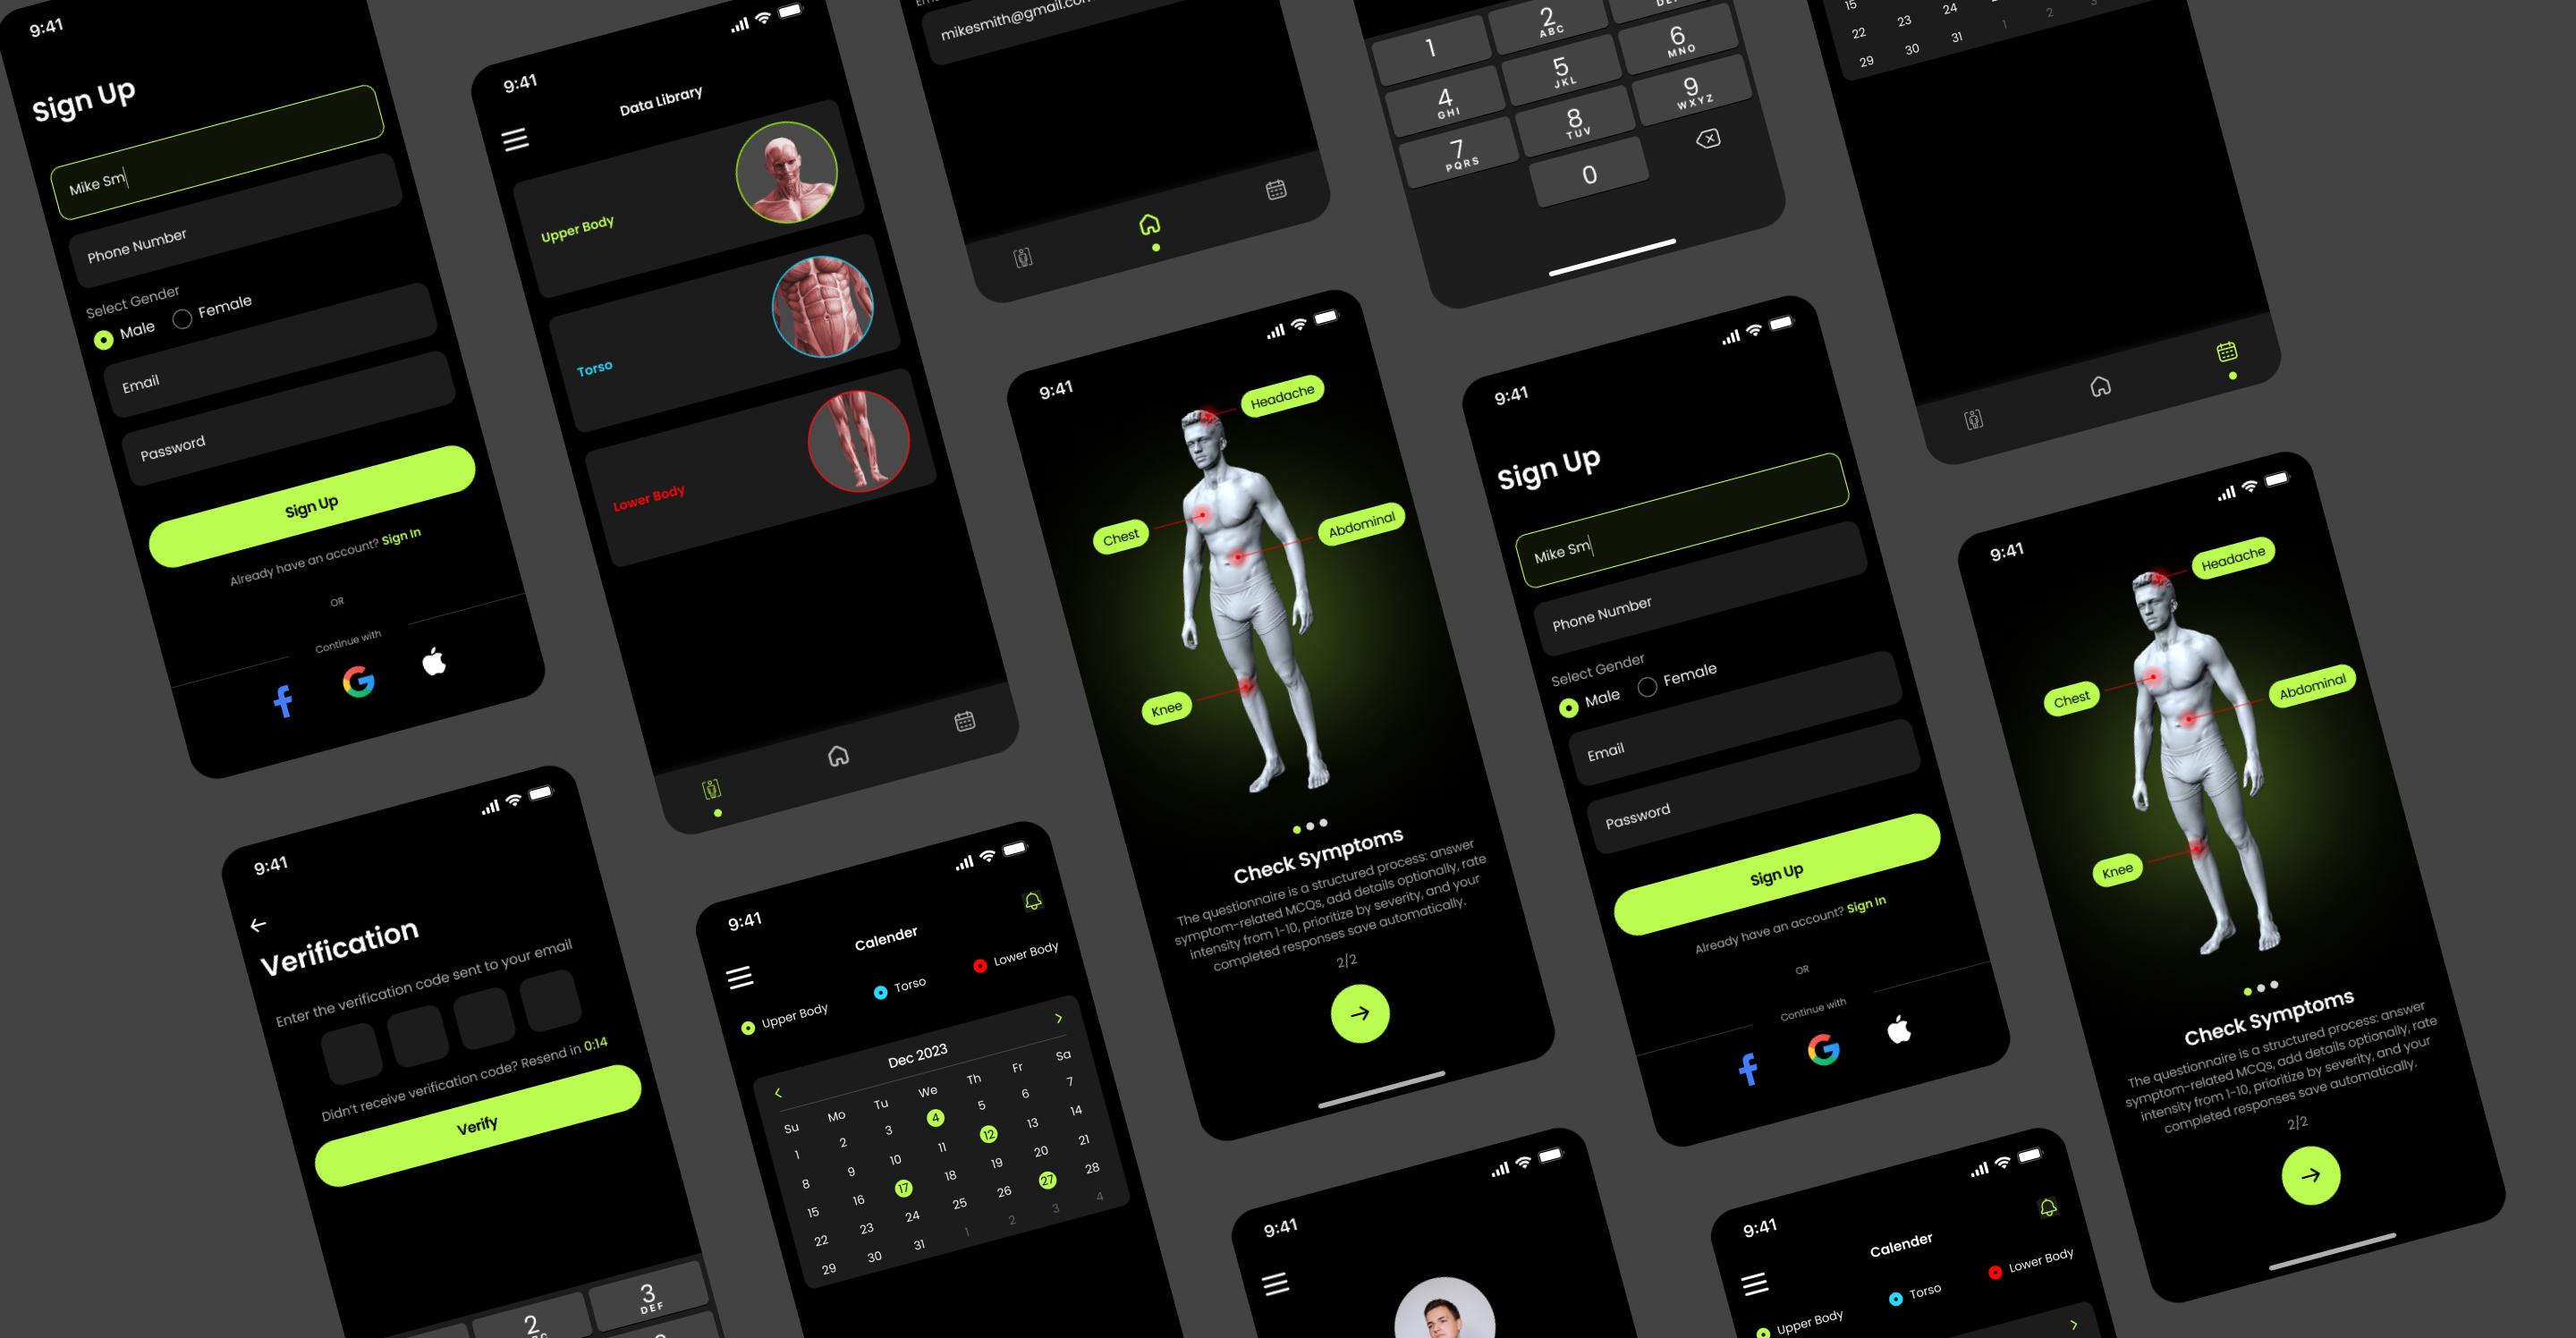 9:41
Sign Up
Mike Sm
Phone Number
Select Gender
Male
Female
Email
Password
Sign Up
Already have an account? Sign In
OR
Continue with
9:41
Data Library
Upper Body
Torso
Lower Body
mikesmith@gmail.com
1
2
ABC
4
GHI
5
JKL
6
MNO
7
PQRS
8
TUV
9
WXYZ
0
15
22 23 24
29 30 31 1 2 3
9:41
Headache
Chest
Abdominal
Knee
Check Symptoms
The questionnaire is a structured process: answer
symptom-related MCQs, add details optionally, rate
intensity from 1-10, prioritize by severity, and your
completed responses save automatically.
2/2
9:41
Sign Up
Mike Sm
Phone Number
Select Gender
Male
Female
Email
Password
Sign Up
Already have an account? Sign In
OR
Continue with
9:41
Headache
Chest
Abdominal
Knee
Check Symptoms
The questionnaire is a structured process: answer
symptom-related MCQs, add details optionally, rate
intensity from 1-10, prioritize by severity, and your
completed responses save automatically.
2/2
9:41
Verification
Enter the verification code sent to your email
Didn't receive verification code? Resend in 0:14
Verify
2
3
DEF
9:41
Calender
Upper Body
Torso
Lower Body
Dec 2023
Su Mo Tu We Th Fr Sa
1 2 3 4 5 6 7
8 9 10 11 12 13 14
15 16 17 18 19 20 21
22 23 24 25 26 27 28
29 30 31 1 2 3 4
9:41
9:41
Calender
Upper Body
Torso
Lower Body